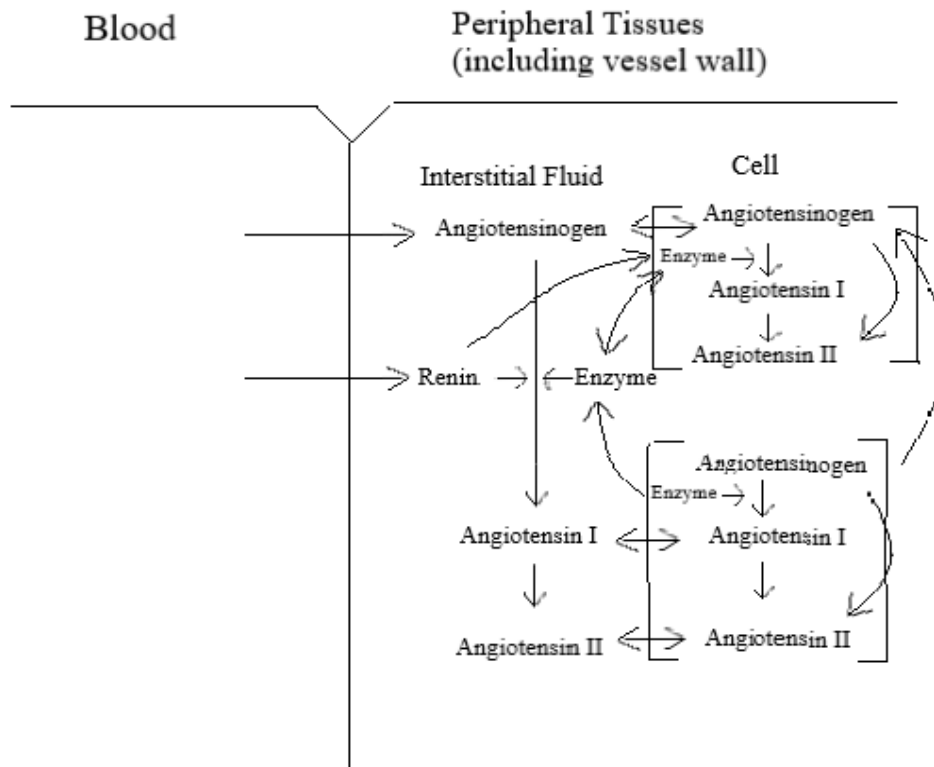 Blood
Peripheral Tissues
(including vessel wall)
Interstitial Fluid
Cell
Angiotensinogen
Angiotensinogen
Enzyme
Angiotensin I
Angiotensin II
Renin
Enzyme
Angiotensinogen
Enzyme
Angiotensin I
Angiotensin I
Angiotensin II
Angiotensin II